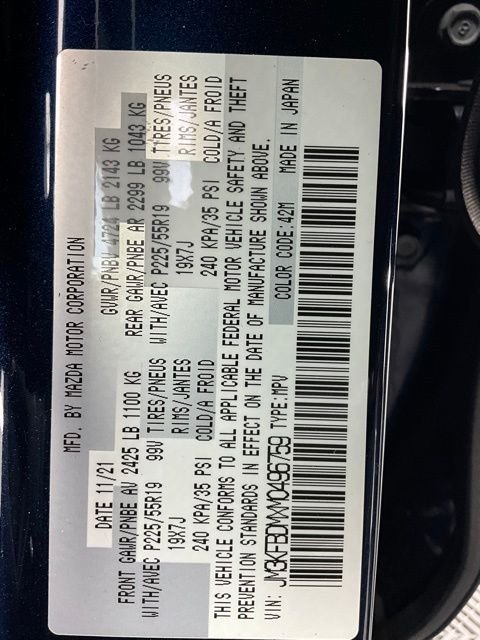 MFD. BY MAZDA MOTOR CORPORATION
DATE 11/21 GVWR/PNBV 4724 LB 2143 KG
FRONT GAWR/PNBE AV 2425 LB 1100 KG REAR GAWR/PNBE AR 2299 LB 1043 KG
WITH/AVEC P225/55R19 99V TIRES/PNEUS WITH/AVEC P225/55R19 99V TIRES/PNEUS
19X7J RIMS/JANTES 19X7J RIMS/JANTES
240 KPA/35 PSI COLD/A FROID 240 KPA/35 PSI COLD/A FROID
THIS VEHICLE CONFORMS TO ALL APPLICABLE FEDERAL MOTOR VEHICLE SAFETY AND THEFT
PREVENTION STANDARDS IN EFFECT ON THE DATE OF MANUFACTURE SHOWN ABOVE.
VIN: JM3KFBDMXM0496759 TYPE:MPV COLOR CODE:42M MADE IN JAPAN